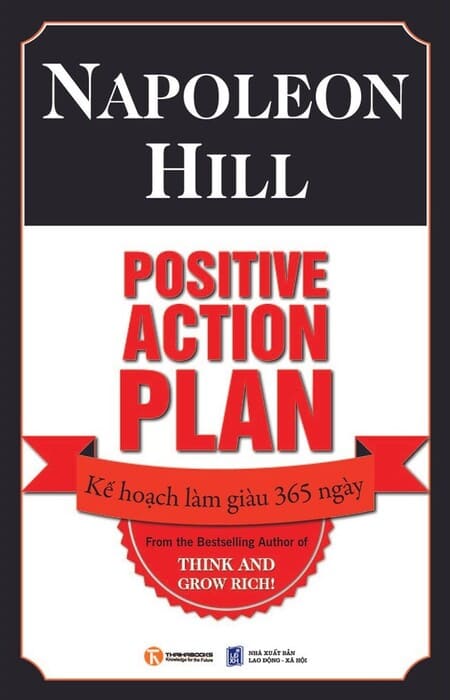 NAPOLEON
HILL
POSITIVE
ACTION
PLAN
Kế hoạch làm giàu 365 ngày
From the Bestselling Author of
THINK AND
GROW RICH!
THAIHABOOKS
Knowledge for the Future
NHÀ XUẤT BẢN
LAO ĐỘNG - XÃ HỘI